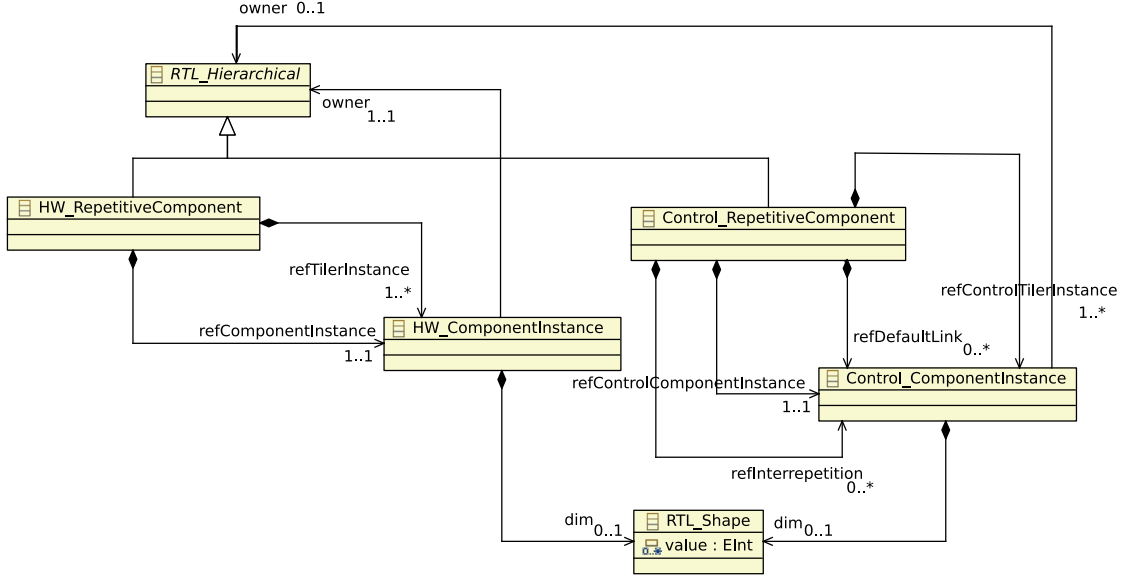 owner 0..1
RTL_Hierarchical
owner
1..1
HW_RepetitiveComponent
Control_RepetitiveComponent
refTilerInstance
1..*
refControlTilerInstance
1..*
refComponentInstance
1..1
HW_ComponentInstance
refDefaultLink
0..*
refControlComponentInstance
1..1
Control_ComponentInstance
refInterrepetition
0..*
dim
0..1
RTL_Shape
dim
0..1
0..*
value : EInt